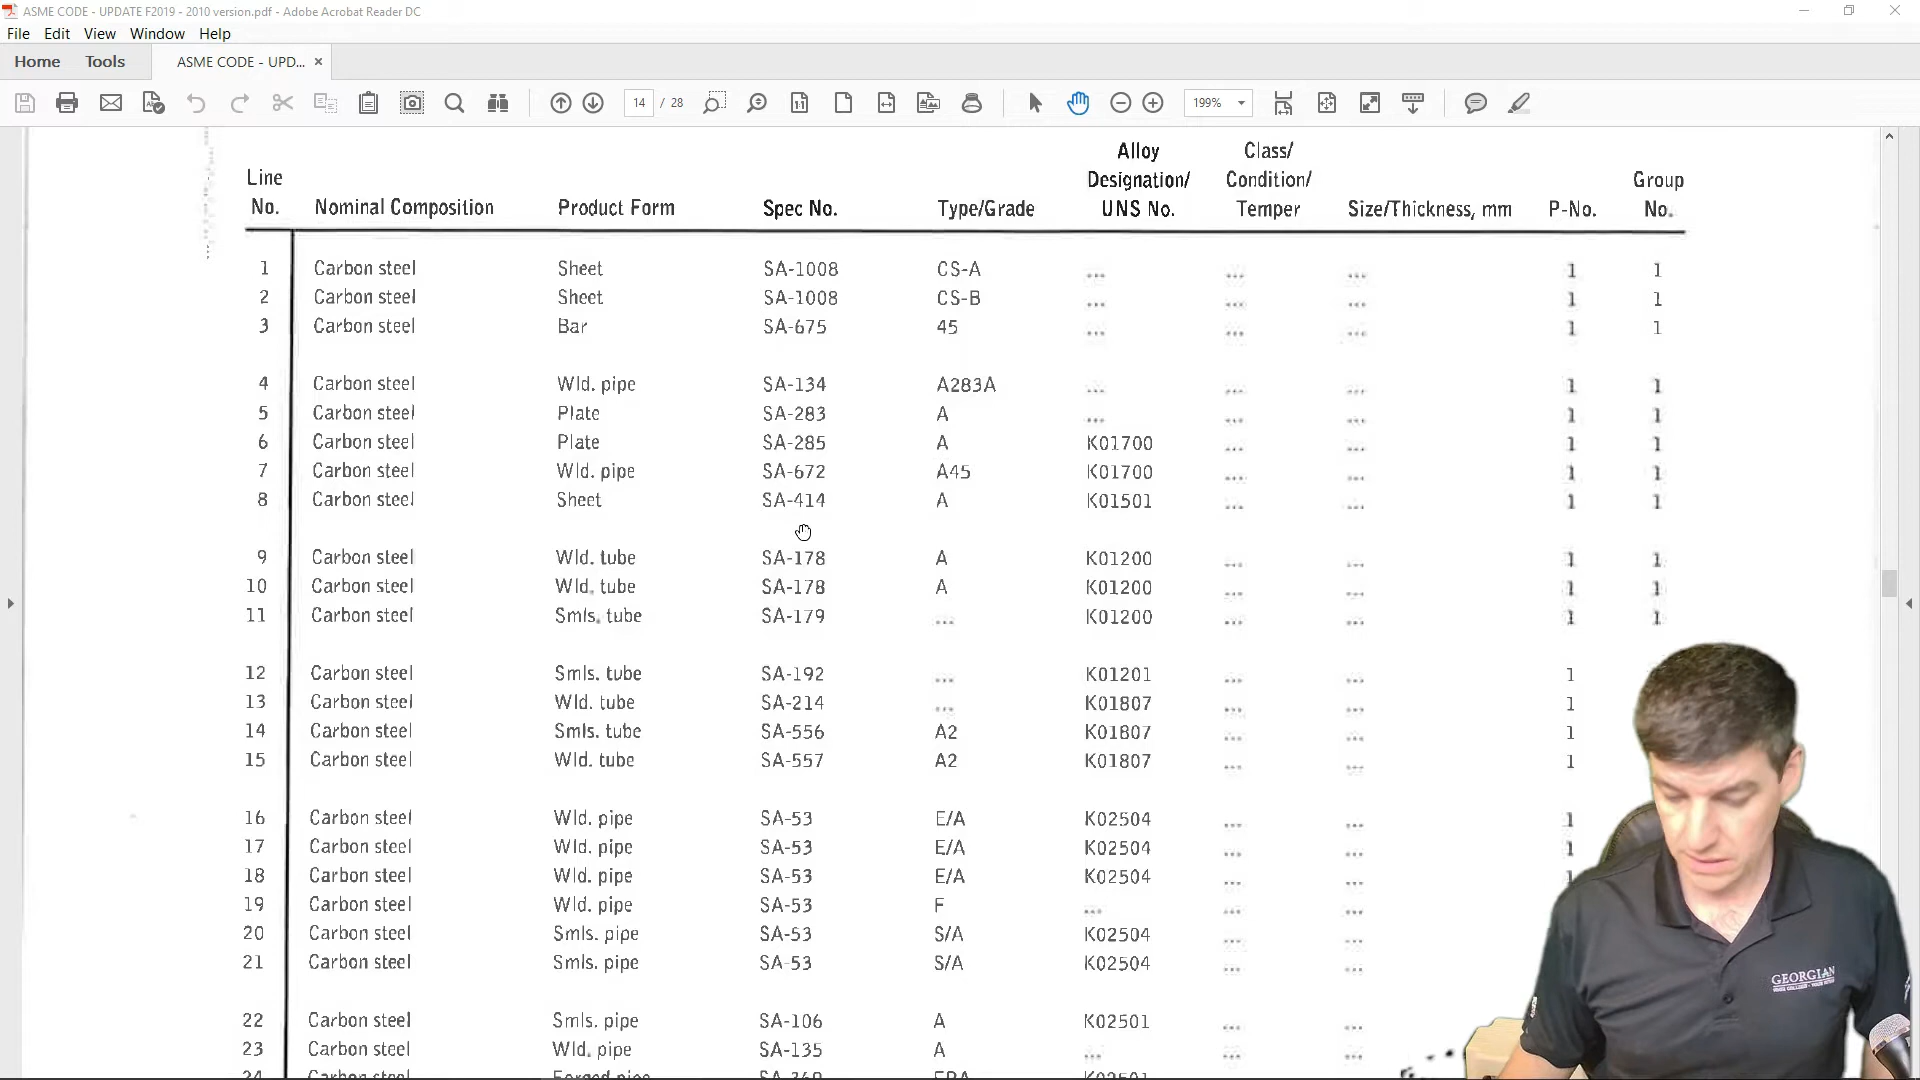 ASME CODE - UPDATE F2019 - 2010 version.pdf - Adobe Acrobat Reader DC
File Edit View Window Help
Home Tools ASME CODE - UPD... ×
14 / 28 199%
Line No. Nominal Composition Product Form Spec No. Type/Grade Alloy Designation/ UNS No. Class/ Condition/ Temper Size/Thickness, mm P-No. Group No.
1 Carbon steel Sheet SA-1008 CS-A ... ... ... 1 1
2 Carbon steel Sheet SA-1008 CS-B ... ... ... 1 1
3 Carbon steel Bar SA-675 45 ... ... ... 1 1
4 Carbon steel Wld. pipe SA-134 A283A ... ... ... 1 1
5 Carbon steel Plate SA-283 A ... ... ... 1 1
6 Carbon steel Plate SA-285 A K01700 ... ... 1 1
7 Carbon steel Wld. pipe SA-672 A45 K01700 ... ... 1 1
8 Carbon steel Sheet SA-414 A K01501 ... ... 1 1
9 Carbon steel Wld. tube SA-178 A K01200 ... ... 1 1
10 Carbon steel Wld. tube SA-178 A K01200 ... ... 1 1
11 Carbon steel Smls. tube SA-179 ... K01200 ... ... 1 1
12 Carbon steel Smls. tube SA-192 ... K01201 ... ... 1
13 Carbon steel Wld. tube SA-214 ... K01807 ... ... 1
14 Carbon steel Smls. tube SA-556 A2 K01807 ... ... 1
15 Carbon steel Wld. tube SA-557 A2 K01807 ... ... 1
16 Carbon steel Wld. pipe SA-53 E/A K02504 ... ... 1
17 Carbon steel Wld. pipe SA-53 E/A K02504 ... ... 1
18 Carbon steel Wld. pipe SA-53 E/A K02504 ... ... 1
19 Carbon steel Wld. pipe SA-53 F ... ... ...
20 Carbon steel Smls. pipe SA-53 S/A K02504 ... ...
21 Carbon steel Smls. pipe SA-53 S/A K02504 ... ...
22 Carbon steel Smls. pipe SA-106 A K02501 ... ...
23 Carbon steel Wld. pipe SA-135 A ... ... ...
24 Carbon steel Forged pipe SA-369 FPA K02501
GEORGIAN